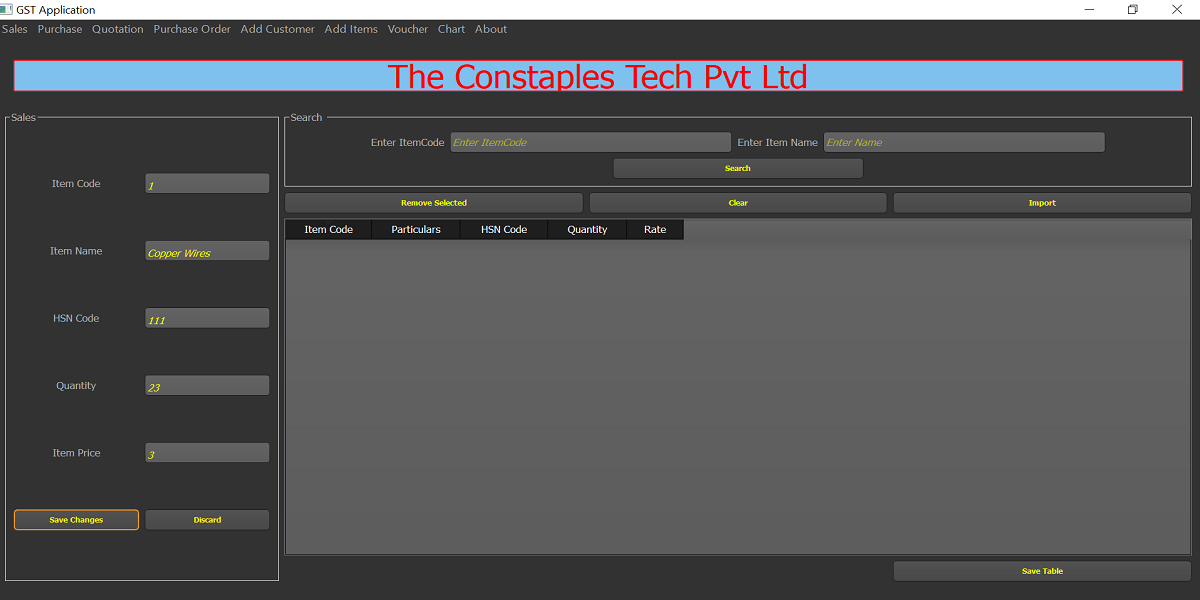 GST Application
Sales Purchase Quotation Purchase Order Add Customer Add Items Voucher Chart About
The Constaples Tech Pvt Ltd
Sales
Item Code 1
Item Name Copper Wires
HSN Code 111
Quantity 23
Item Price 3
Save Changes Discard
Search
Enter ItemCode Enter ItemCode Enter Item Name Enter Name
Search
Remove Selected Clear Import
Item Code Particulars HSN Code Quantity Rate
Save Table